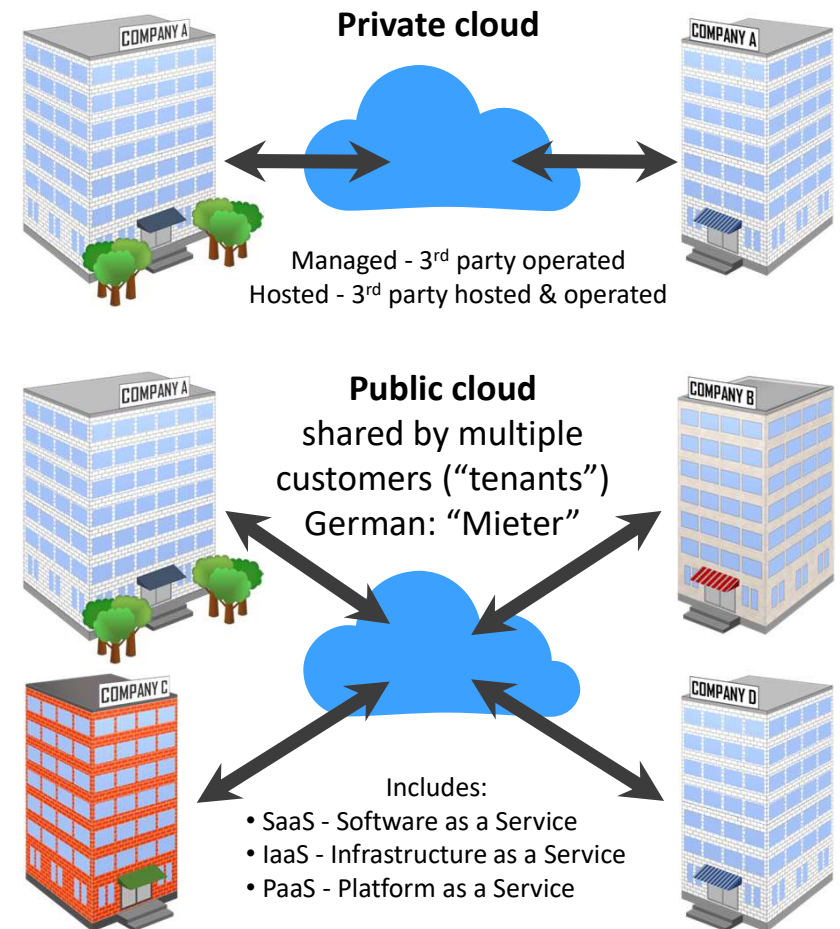 Private cloud
COMPANY A
COMPANY A
Managed - 3rd party operated
Hosted - 3rd party hosted & operated
COMPANY A
Public cloud
COMPANY B
shared by multiple
customers (“tenants”)
German: “Mieter”
COMPANY C
COMPANY D
Includes:
• SaaS - Software as a Service
• IaaS - Infrastructure as a Service
• PaaS - Platform as a Service